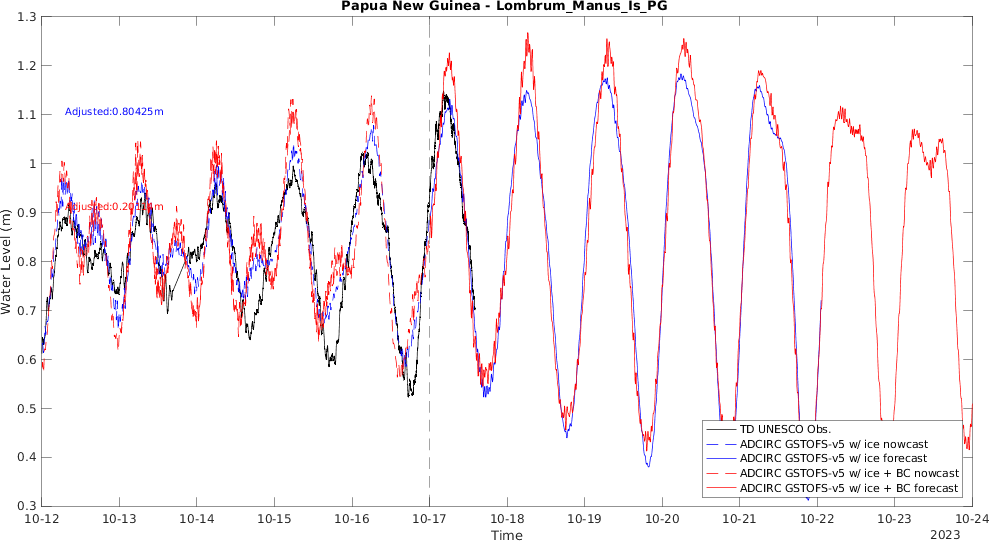 Papua New Guinea - Lombrum_Manus_Is_PG
1.3
1.2
1.1
1
0.9
0.8
0.7
0.6
0.5
0.4
0.3
Water Level (m)
Adjusted:0.80425m
TD UNESCO Obs.
ADCIRC GSTOFS-v5 w/ ice nowcast
ADCIRC GSTOFS-v5 w/ ice forecast
ADCIRC GSTOFS-v5 w/ ice + BC nowcast
ADCIRC GSTOFS-v5 w/ ice + BC forecast
10-12 10-13 10-14 10-15 10-16 10-17 10-18 10-19 10-20 10-21 10-22 10-23 10-24
Time
2023